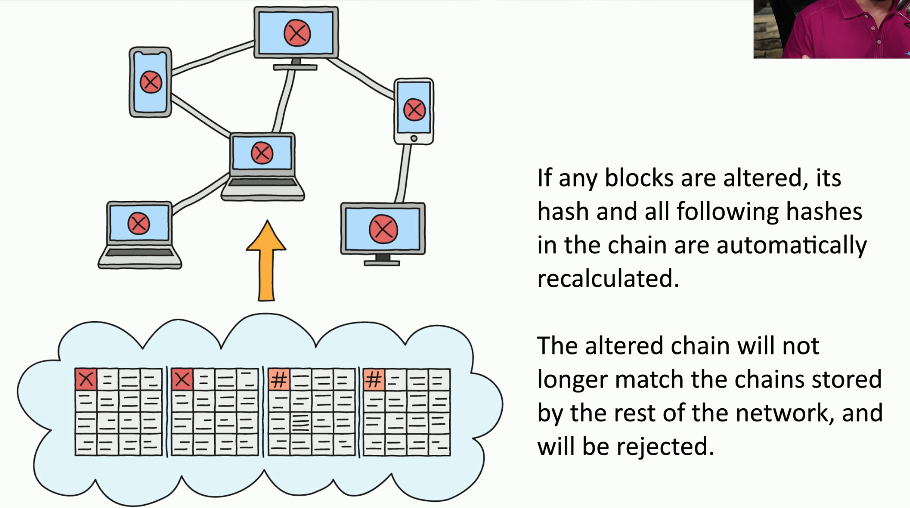 If any blocks are altered, its
hash and all following hashes
in the chain are automatically
recalculated.
The altered chain will not
longer match the chains stored
by the rest of the network, and
will be rejected.
# #